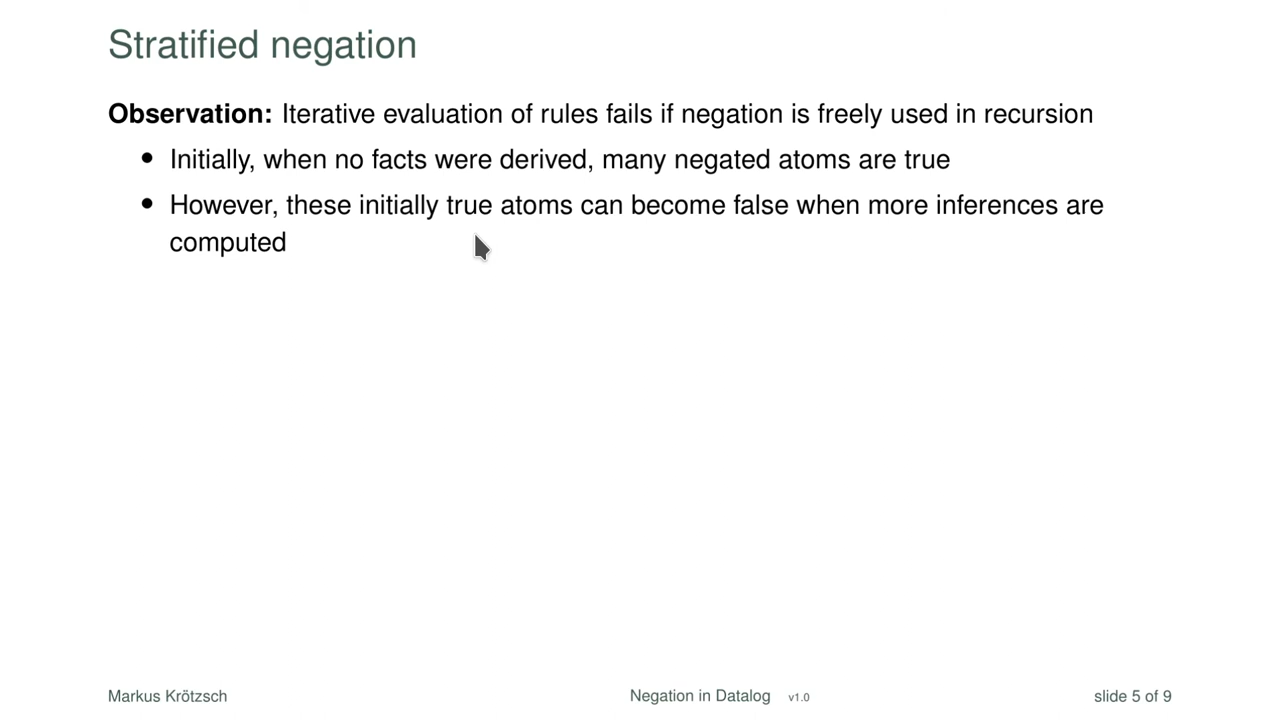 Stratified negation
Observation: Iterative evaluation of rules fails if negation is freely used in recursion
• Initially, when no facts were derived, many negated atoms are true
• However, these initially true atoms can become false when more inferences are
computed
Markus Krötzsch Negation in Datalog v1.0 slide 5 of 9